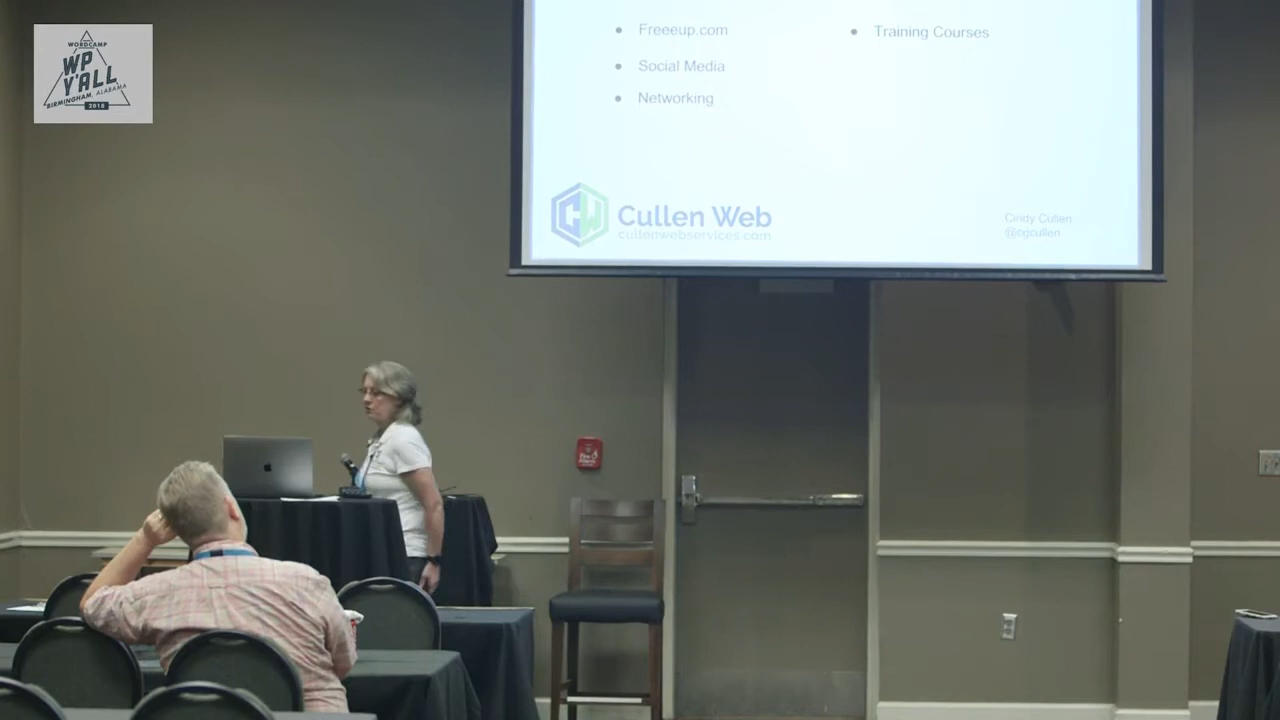 WORDCAMP
WP
Y'ALL
BIRMINGHAM, ALABAMA
2018
Freeeup.com
Social Media
Networking
Training Courses
Cullen Web
cullenwebservices.com
Cindy Cullen
@cgcullen
Fire